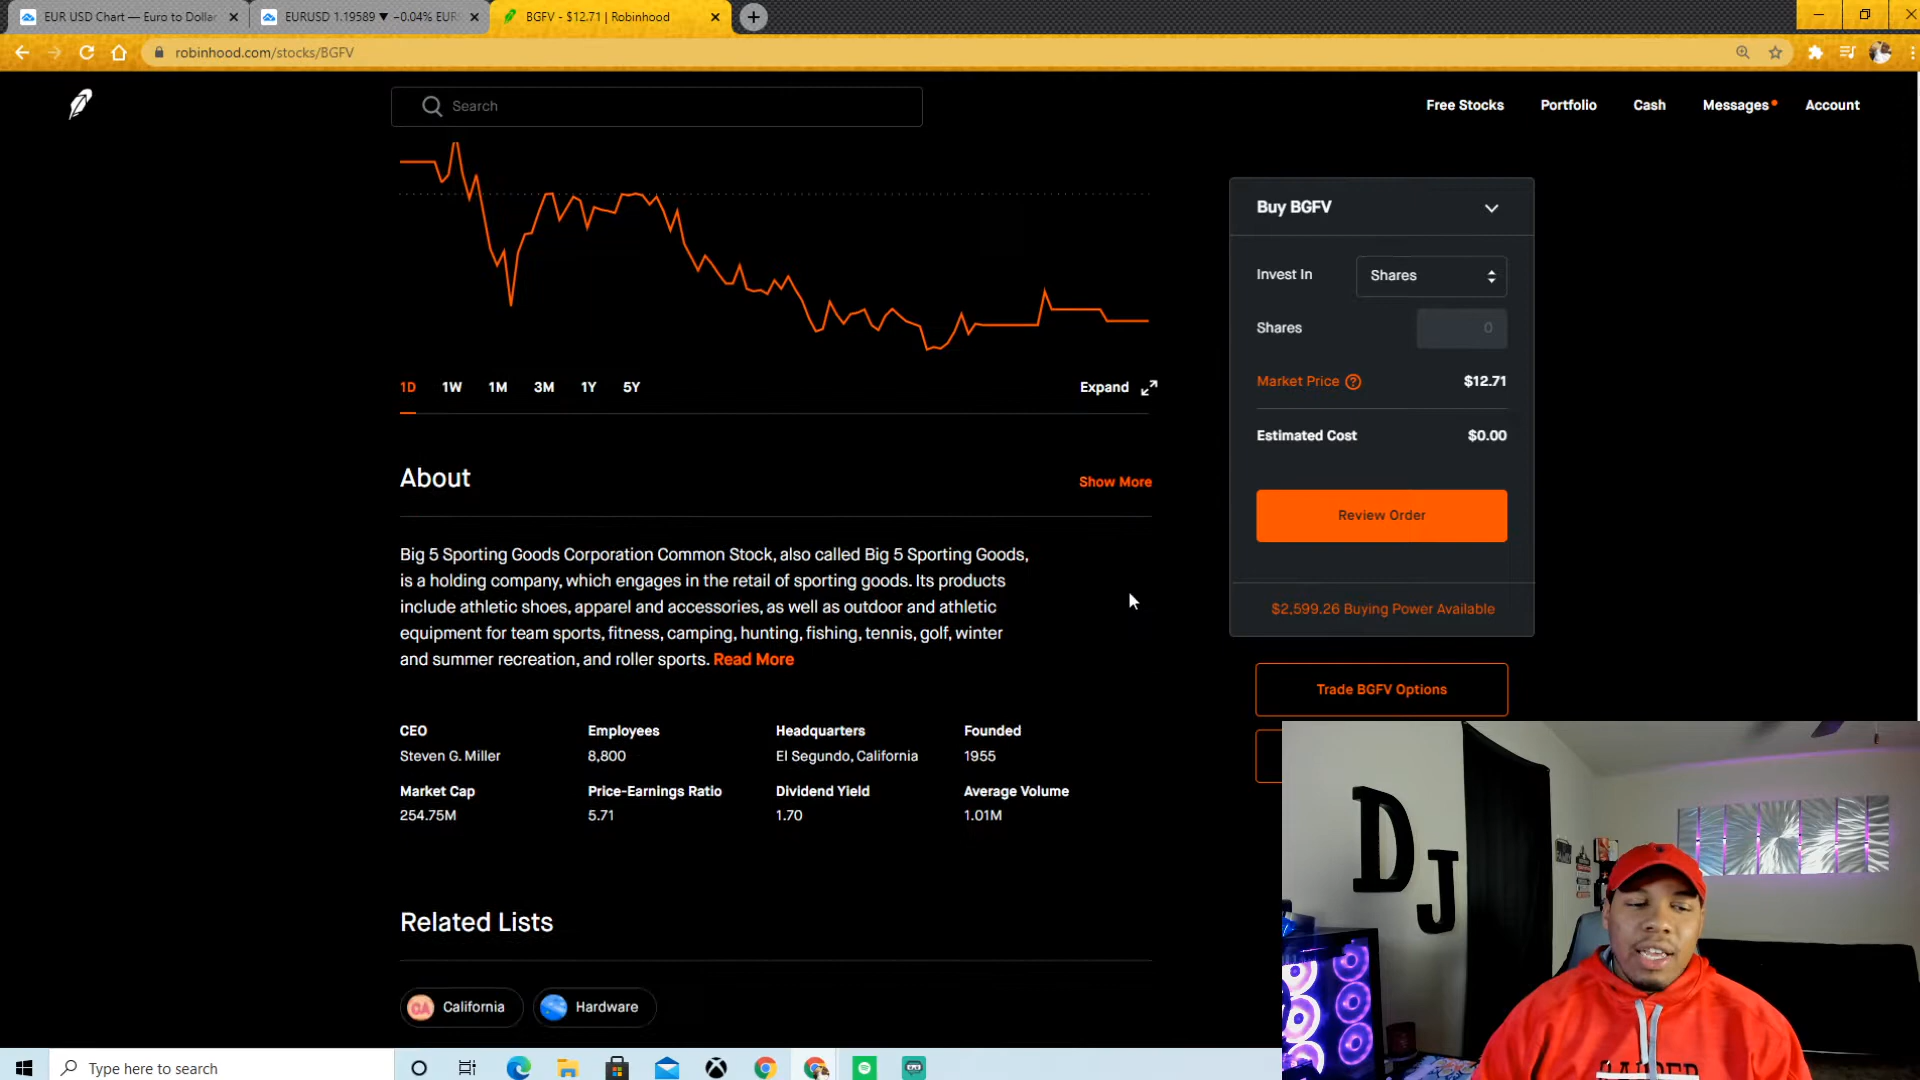 EUR USD Chart — Euro to Dollar
EURUSD 1.19589 ▼ −0.04% EUR
BGFV - $12.71 | Robinhood
robinhood.com/stocks/BGFV
Search
Free Stocks
Portfolio
Cash
Messages
Account
Buy BGFV
Invest In
Shares
Shares
0
Market Price ?
$12.71
Estimated Cost
$0.00
Review Order
$2,599.26 Buying Power Available
Trade BGFV Options
1D 1W 1M 3M 1Y 5Y
Expand
About
Show More
Big 5 Sporting Goods Corporation Common Stock, also called Big 5 Sporting Goods,
is a holding company, which engages in the retail of sporting goods. Its products
include athletic shoes, apparel and accessories, as well as outdoor and athletic
equipment for team sports, fitness, camping, hunting, fishing, tennis, golf, winter
and summer recreation, and roller sports. Read More
CEO
Steven G. Miller
Employees
8,800
Headquarters
El Segundo, California
Founded
1955
Market Cap
254.75M
Price-Earnings Ratio
5.71
Dividend Yield
1.70
Average Volume
1.01M
Related Lists
CA California
Hardware
D J
Type here to search